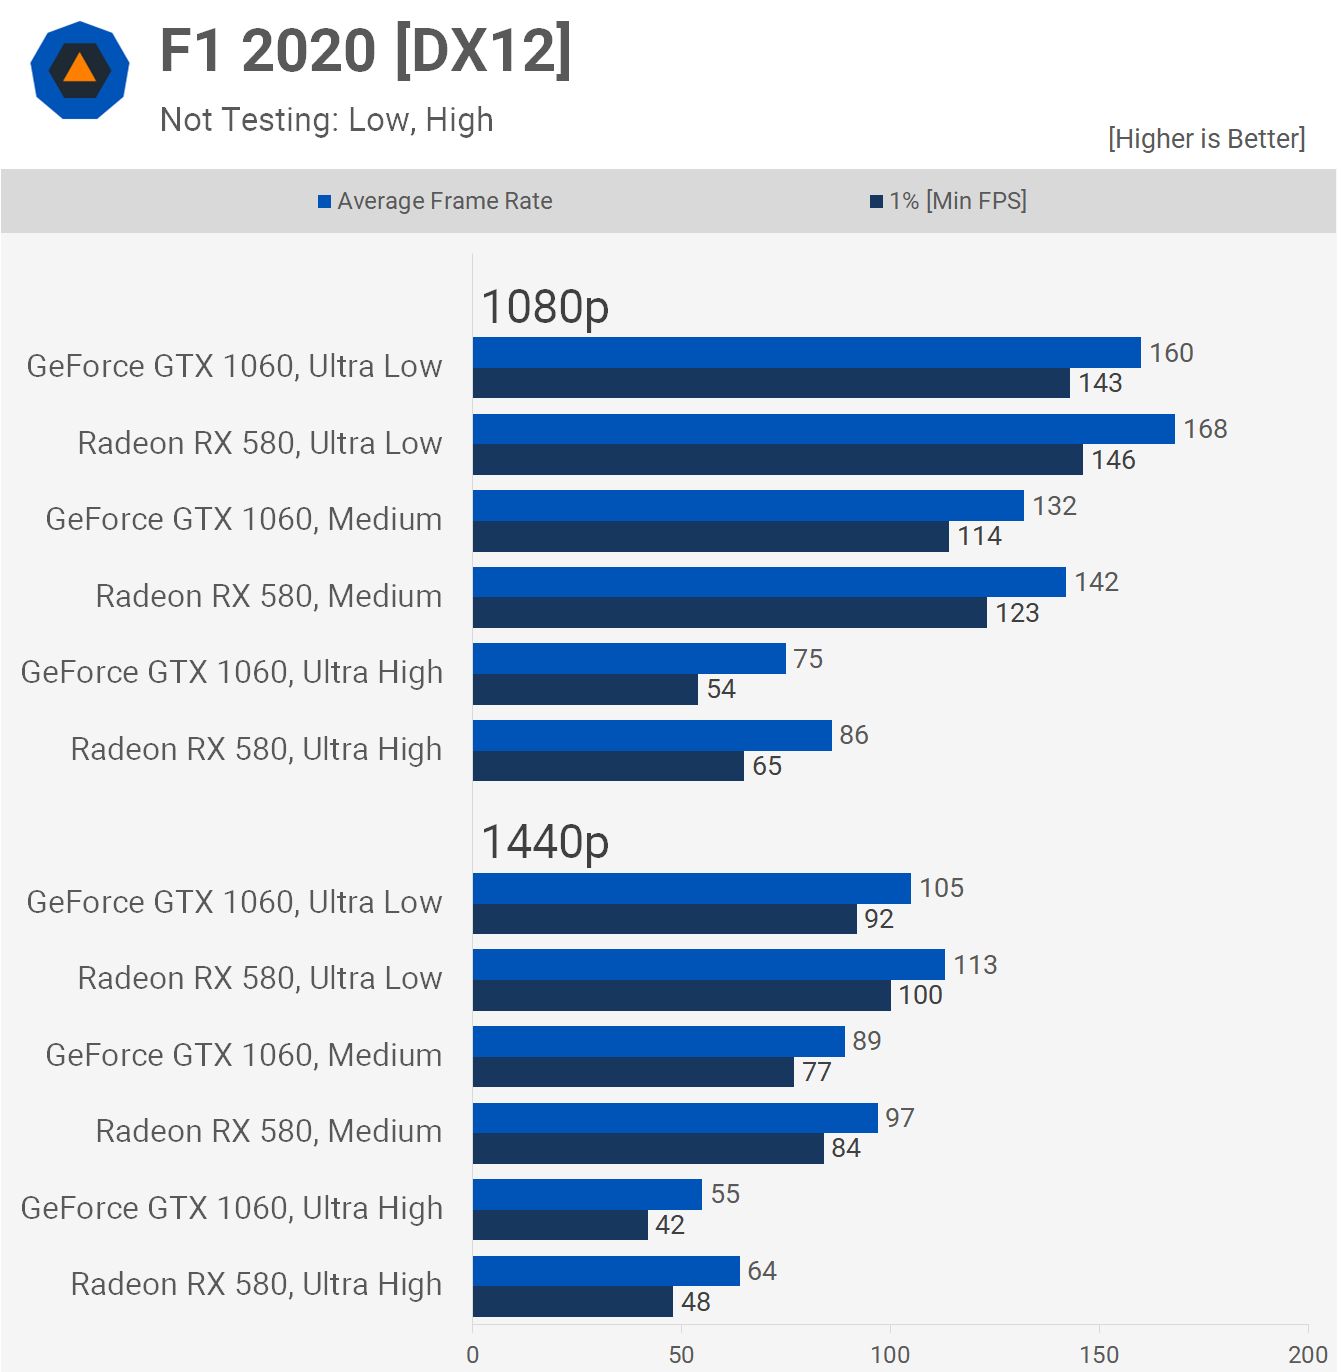 F1 2020 [DX12]
Not Testing: Low, High
[Higher is Better]
Average Frame Rate
1% [Min FPS]
1080p
GeForce GTX 1060, Ultra Low
160
143
Radeon RX 580, Ultra Low
168
146
GeForce GTX 1060, Medium
132
114
Radeon RX 580, Medium
142
123
GeForce GTX 1060, Ultra High
75
54
Radeon RX 580, Ultra High
86
65
1440p
GeForce GTX 1060, Ultra Low
105
92
Radeon RX 580, Ultra Low
113
100
GeForce GTX 1060, Medium
89
77
Radeon RX 580, Medium
97
84
GeForce GTX 1060, Ultra High
55
42
Radeon RX 580, Ultra High
64
48
0 50 100 150 200